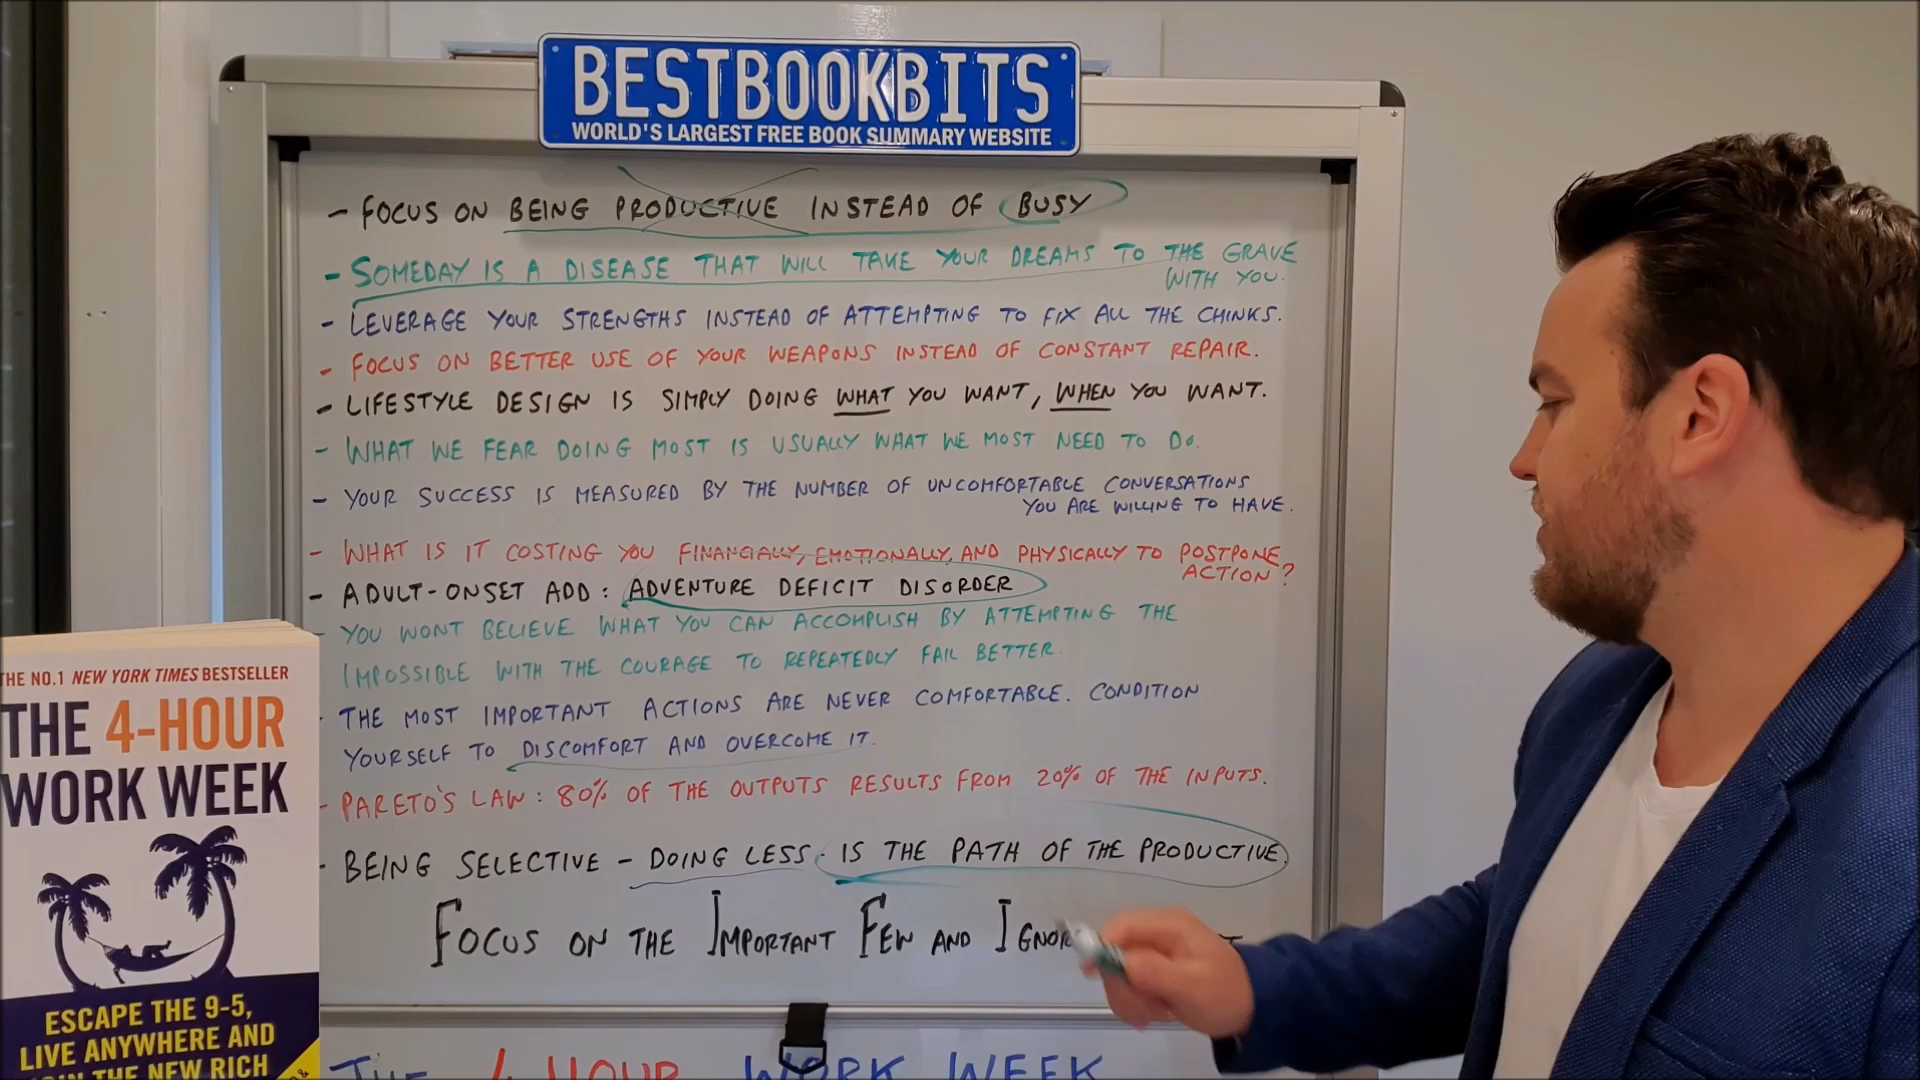 BESTBOOKBITS
WORLD'S LARGEST FREE BOOK SUMMARY WEBSITE
- FOCUS ON BEING PRODUCTIVE INSTEAD OF BUSY
- SOMEDAY IS A DISEASE THAT WILL TAKE YOUR DREAMS TO THE GRAVE
WITH YOU.
- LEVERAGE YOUR STRENGTHS INSTEAD OF ATTEMPTING TO FIX ALL THE CHINKS.
- FOCUS ON BETTER USE OF YOUR WEAPONS INSTEAD OF CONSTANT REPAIR.
- LIFESTYLE DESIGN IS SIMPLY DOING WHAT YOU WANT, WHEN YOU WANT.
- WHAT WE FEAR DOING MOST IS USUALLY WHAT WE MOST NEED TO DO.
- YOUR SUCCESS IS MEASURED BY THE NUMBER OF UNCOMFORTABLE CONVERSATIONS
YOU ARE WILLING TO HAVE.
- WHAT IS IT COSTING YOU FINANCIALLY, EMOTIONALLY, AND PHYSICALLY TO POSTPONE
ACTION?
- ADULT-ONSET ADD: ADVENTURE DEFICIT DISORDER
- YOU WONT BELIEVE WHAT YOU CAN ACCOMPLISH BY ATTEMPTING THE
IMPOSSIBLE WITH THE COURAGE TO REPEATEDLY FAIL BETTER.
- THE MOST IMPORTANT ACTIONS ARE NEVER COMFORTABLE. CONDITION
YOURSELF TO DISCOMFORT AND OVERCOME IT.
- PARETO'S LAW: 80% OF THE OUTPUTS RESULTS FROM 20% OF THE INPUTS.
- BEING SELECTIVE - DOING LESS - IS THE PATH OF THE PRODUCTIVE.
FOCUS ON THE IMPORTANT FEW AND
THE 4 HOUR WORK WEEK
THE NO.1 NEW YORK TIMES BESTSELLER
THE 4-HOUR
WORK WEEK
ESCAPE THE 9-5,
LIVE ANYWHERE AND
JOIN THE NEW RICH